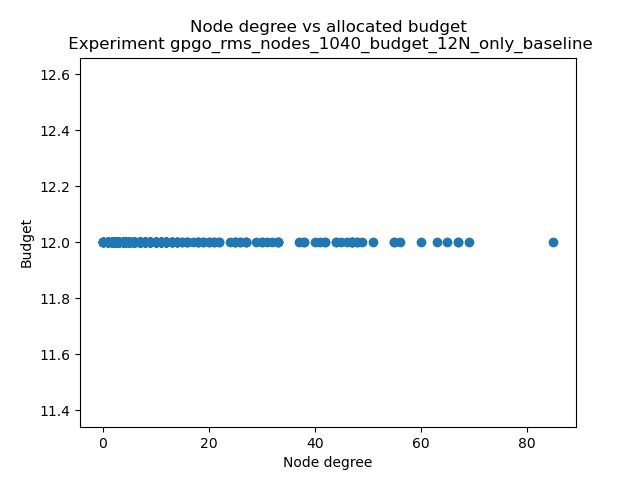 Node degree vs allocated budget
Experiment gpgo_rms_nodes_1040_budget_12N_only_baseline
12.6
12.4
12.2
12.0
11.8
11.6
11.4
Budget
0 20 40 60 80
Node degree